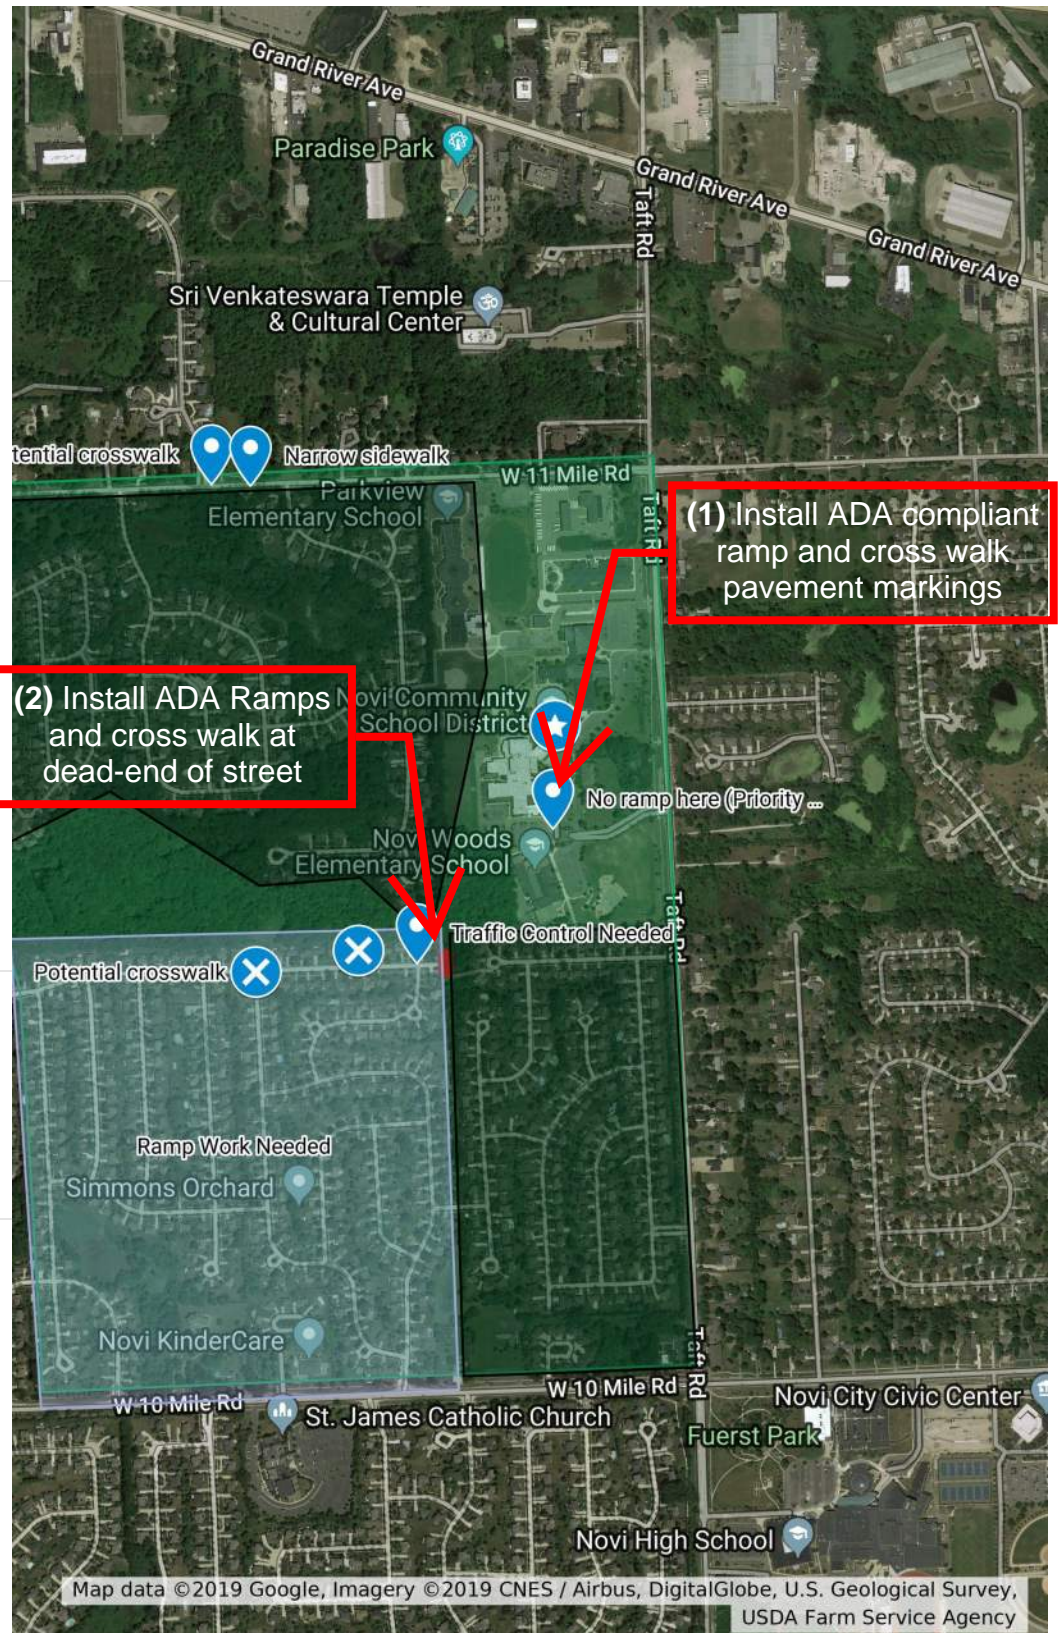 Grand River Ave
Paradise Park
Grand River Ave
Taft Rd
Grand River Ave
Sri Venkateswara Temple
& Cultural Center
tential crosswalk
Narrow sidewalk
W 11 Mile Rd
Parkview
Elementary School
Taft Rd
(1) Install ADA compliant
ramp and cross walk
pavement markings
(2) Install ADA Ramps
and cross walk at
dead-end of street
Novi Community
School District
No ramp here (Priority ...
Novi Woods
Elementary School
Taft Rd
Traffic Control Needed
Potential crosswalk
Ramp Work Needed
Simmons Orchard
Novi KinderCare
Taft Rd
W 10 Mile Rd
W 10 Mile Rd
Novi City Civic Center
St. James Catholic Church
Fuerst Park
Novi High School
Map data ©2019 Google, Imagery ©2019 CNES / Airbus, DigitalGlobe, U.S. Geological Survey,
USDA Farm Service Agency